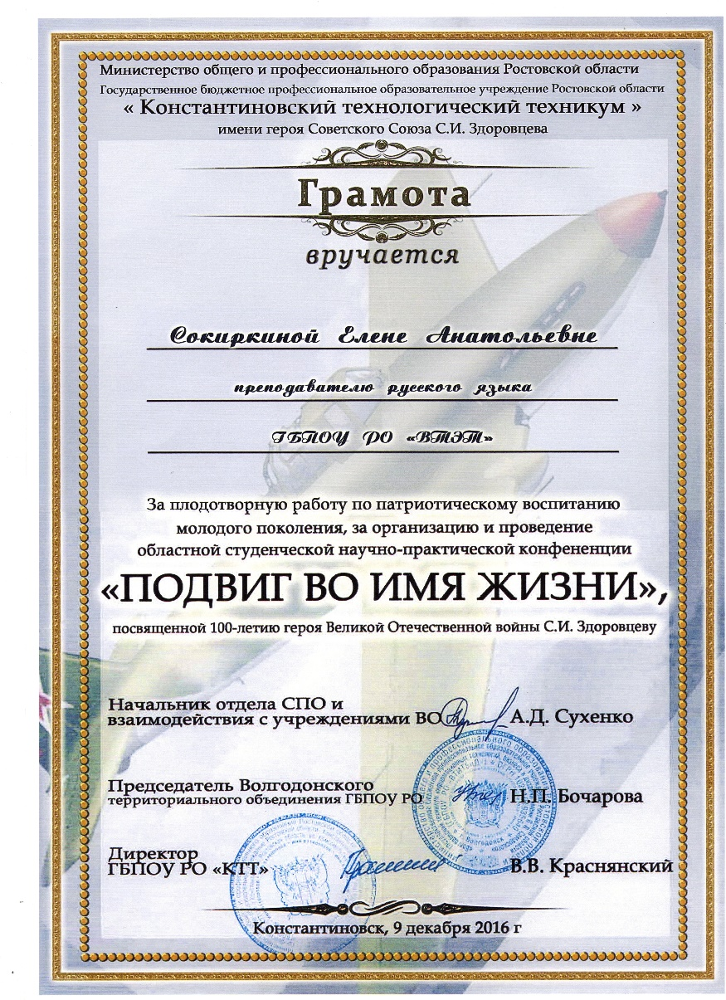 Министерство общего и профессионального образования Ростовской области
Государственное бюджетное профессиональное образовательное учреждение Ростовской области
« Константиновский технологический техникум »
имени героя Советского Союза С.И. Здоровцева
Грамота
вручается
Сокиркиной Елене Анатольевне
преподавателю русского языка
ГБПОУ РО «ВТЭТ»
За плодотворную работу по патриотическому воспитанию
молодого поколения, за организацию и проведение
областной студенческой научно-практической конфененции
«ПОДВИГ ВО ИМЯ ЖИЗНИ»,
посвященной 100-летию героя Великой Отечественной войны С.И. Здоровцеву
Начальник отдела СПО и
взаимодействия с учреждениями ВО А.Д. Сухенко
Председатель Волгодонского
территориального объединения ГБПОУ РО Н.П. Бочарова
Директор
ГБПОУ РО «КТТ» В.В. Краснянский
Константиновск, 9 декабря 2016 г